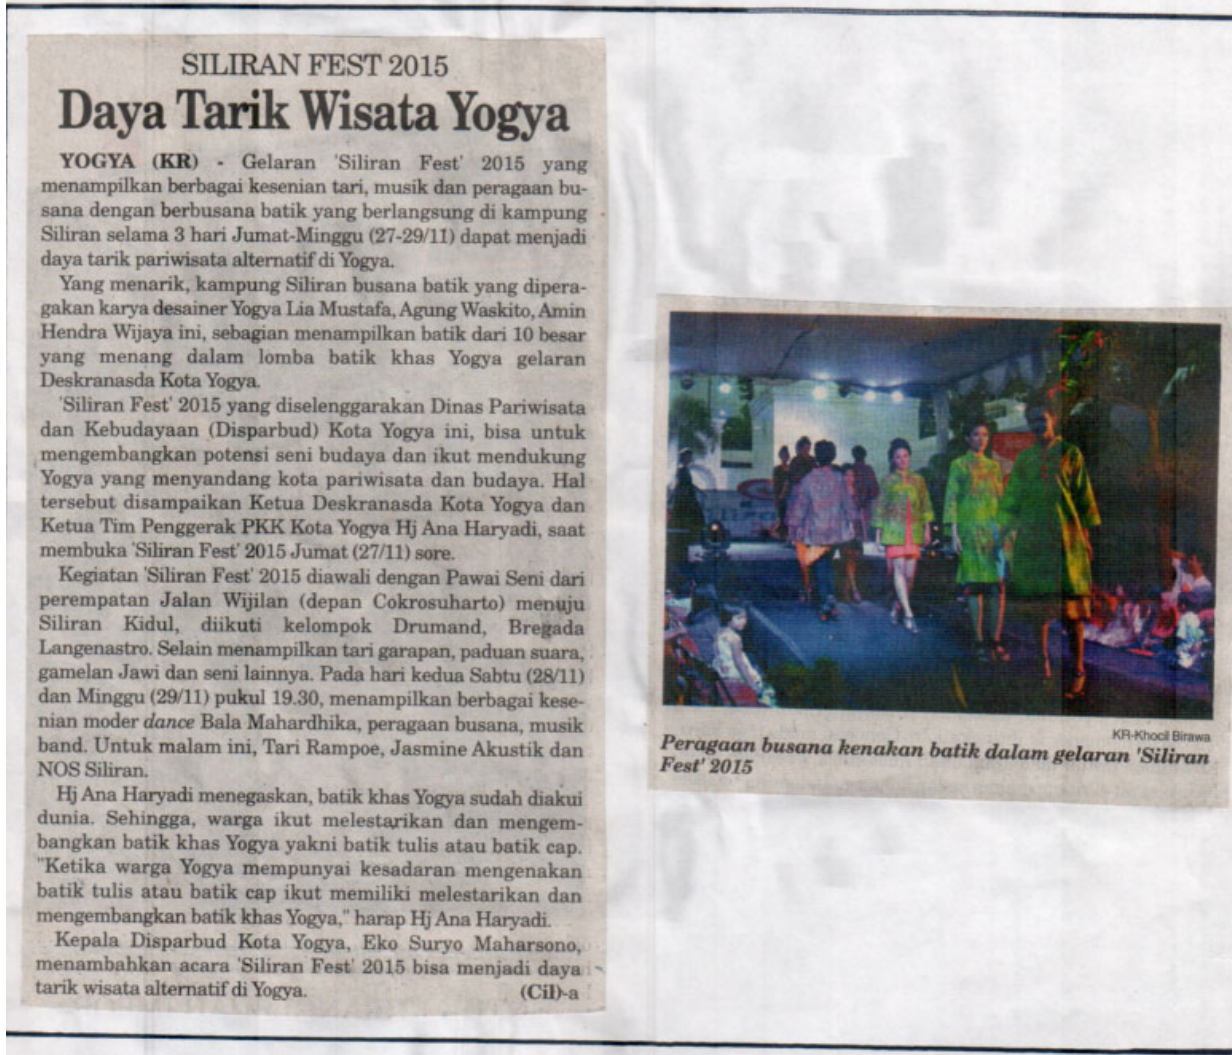 SILIRAN FEST 2015
Daya Tarik Wisata Yogya
YOGYA (KR) - Gelaran 'Siliran Fest' 2015 yang
menampilkan berbagai kesenian tari, musik dan peragaan bu-
sana dengan berbusana batik yang berlangsung di kampung
Siliran selama 3 hari Jumat-Minggu (27-29/11) dapat menjadi
daya tarik pariwisata alternatif di Yogya.
Yang menarik, kampung Siliran busana batik yang dipera-
gakan karya desainer Yogya Lia Mustafa, Agung Waskito, Amin
Hendra Wijaya ini, sebagian menampilkan batik dari 10 besar
yang menang dalam lomba batik khas Yogya gelaran
Deskranasda Kota Yogya.
'Siliran Fest' 2015 yang diselenggarakan Dinas Pariwisata
dan Kebudayaan (Disparbud) Kota Yogya ini, bisa untuk
mengembangkan potensi seni budaya dan ikut mendukung
Yogya yang menyandang kota pariwisata dan budaya. Hal
tersebut disampaikan Ketua Deskranasda Kota Yogya dan
Ketua Tim Penggerak PKK Kota Yogya Hj Ana Haryadi, saat
membuka 'Siliran Fest' 2015 Jumat (27/11) sore.
Kegiatan 'Siliran Fest' 2015 diawali dengan Pawai Seni dari
perempatan Jalan Wijilan (depan Cokrosuharto) menuju
Siliran Kidul, diikuti kelompok Drumand, Bregada
Langenastro. Selain menampilkan tari garapan, paduan suara,
gamelan Jawi dan seni lainnya. Pada hari kedua Sabtu (28/11)
dan Minggu (29/11) pukul 19.30, menampilkan berbagai kese-
nian moder dance Bala Mahardhika, peragaan busana, musik
band. Untuk malam ini, Tari Rampoe, Jasmine Akustik dan
NOS Siliran.
Hj Ana Haryadi menegaskan, batik khas Yogya sudah diakui
dunia. Sehingga, warga ikut melestarikan dan mengem-
bangkan batik khas Yogya yakni batik tulis atau batik cap.
"Ketika warga Yogya mempunyai kesadaran mengenakan
batik tulis atau batik cap ikut memiliki melestarikan dan
mengembangkan batik khas Yogya," harap Hj Ana Haryadi.
Kepala Disparbud Kota Yogya, Eko Suryo Maharsono,
menambahkan acara 'Siliran Fest' 2015 bisa menjadi daya
tarik wisata alternatif di Yogya. (Cil)-a
KR-Khocil Birawa
Peragaan busana kenakan batik dalam gelaran 'Siliran
Fest' 2015